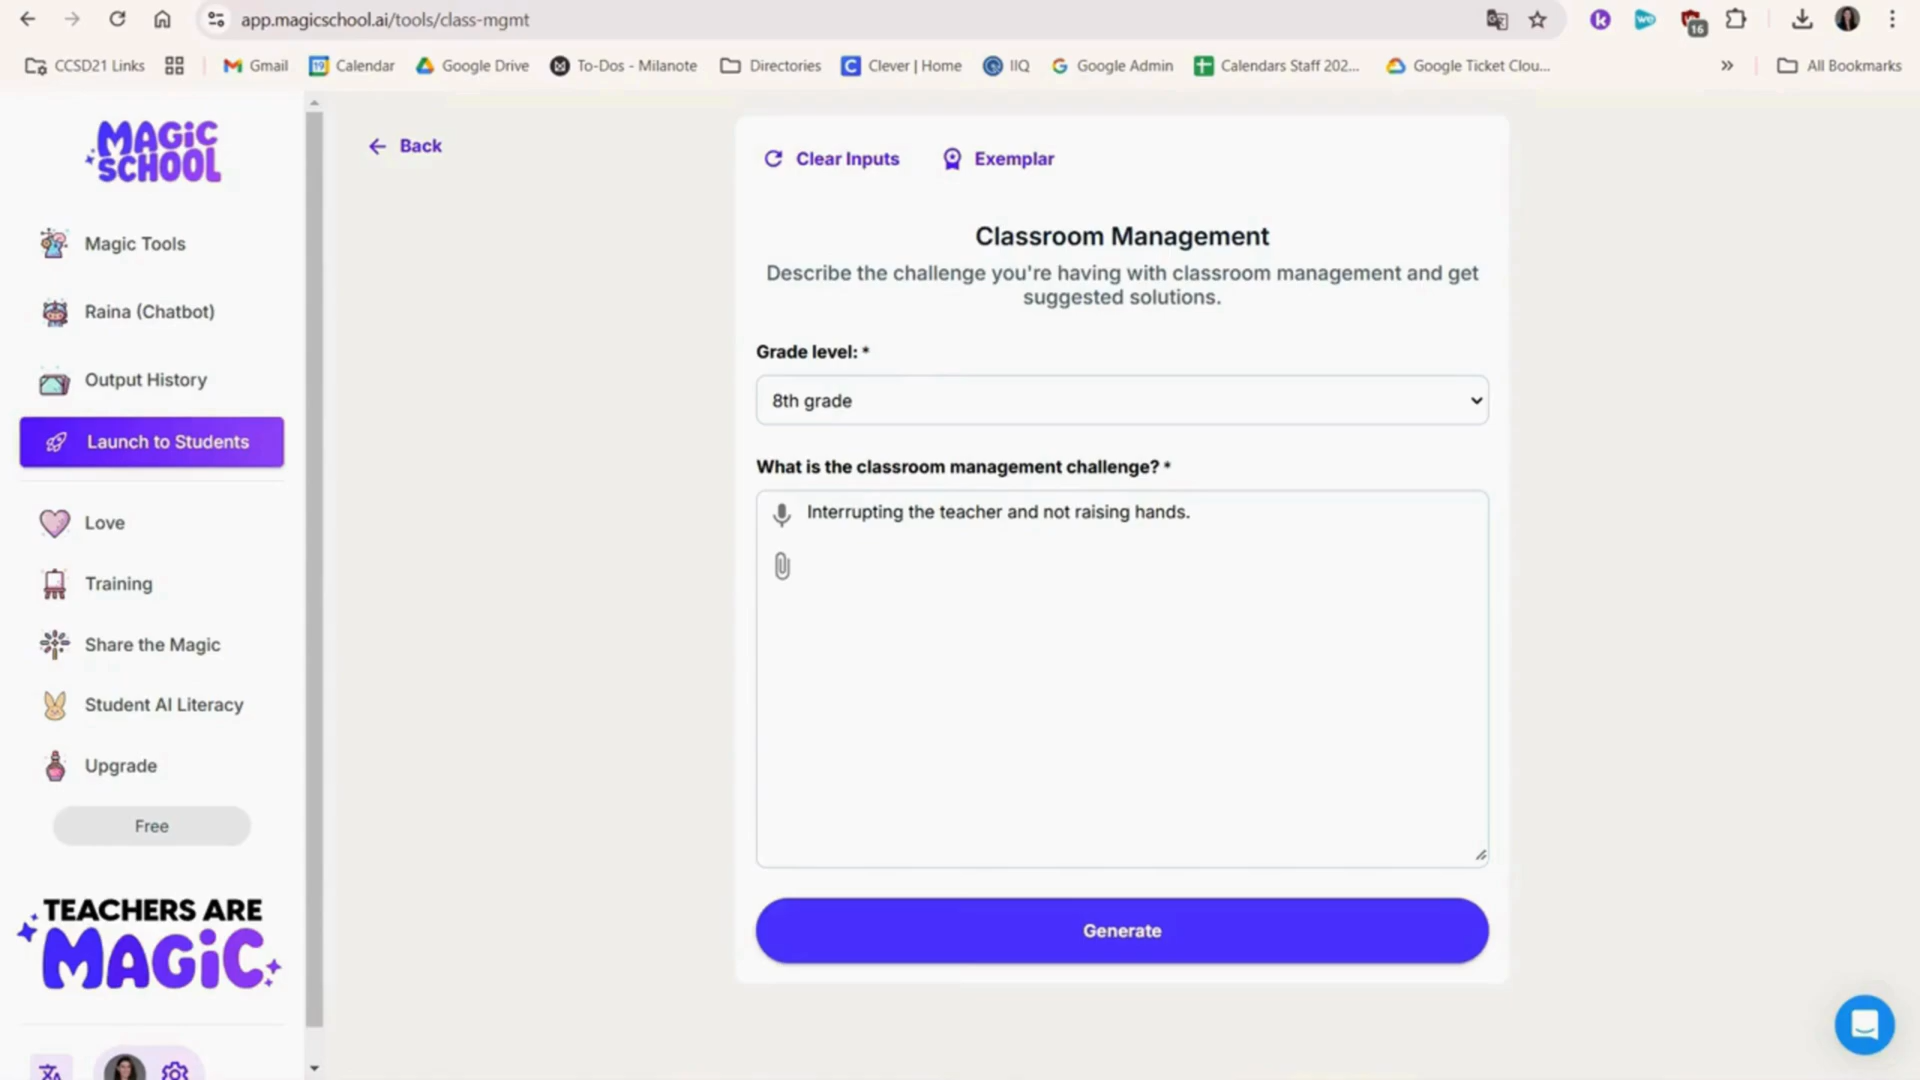 app.magicschool.ai/tools/class-mgmt
16
CCSD21 Links
Gmail
19
Calendar
Google Drive
To-Dos - Milanote
Directories
Clever | Home
IIQ
Google Admin
Calendars Staff 202...
Google Ticket Clou...
All Bookmarks
MAGiC
SCHOOL
Magic Tools
Raina (Chatbot)
Output History
Launch to Students
Love
Training
Share the Magic
Student AI Literacy
Upgrade
Free
TEACHERS ARE
MAGiC
Back
Clear Inputs
Exemplar
Classroom Management
Describe the challenge you're having with classroom management and get
suggested solutions.
Grade level: *
8th grade
What is the classroom management challenge? *
Interrupting the teacher and not raising hands.
Generate